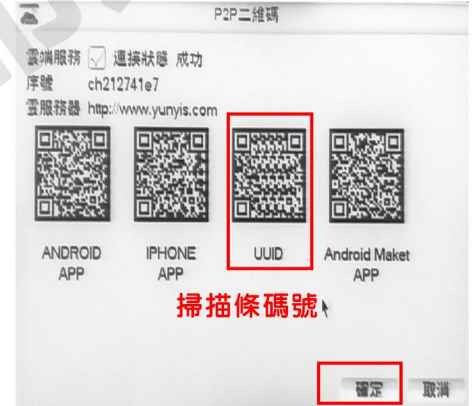 P2P二維碼
雲端服務 連接狀態 成功
序號 ch212741e7
雲服務器 http://www.yunyis.com
ANDROID APP
IPHONE APP
UUID
Android Maket APP
掃描條碼號
確定 取消